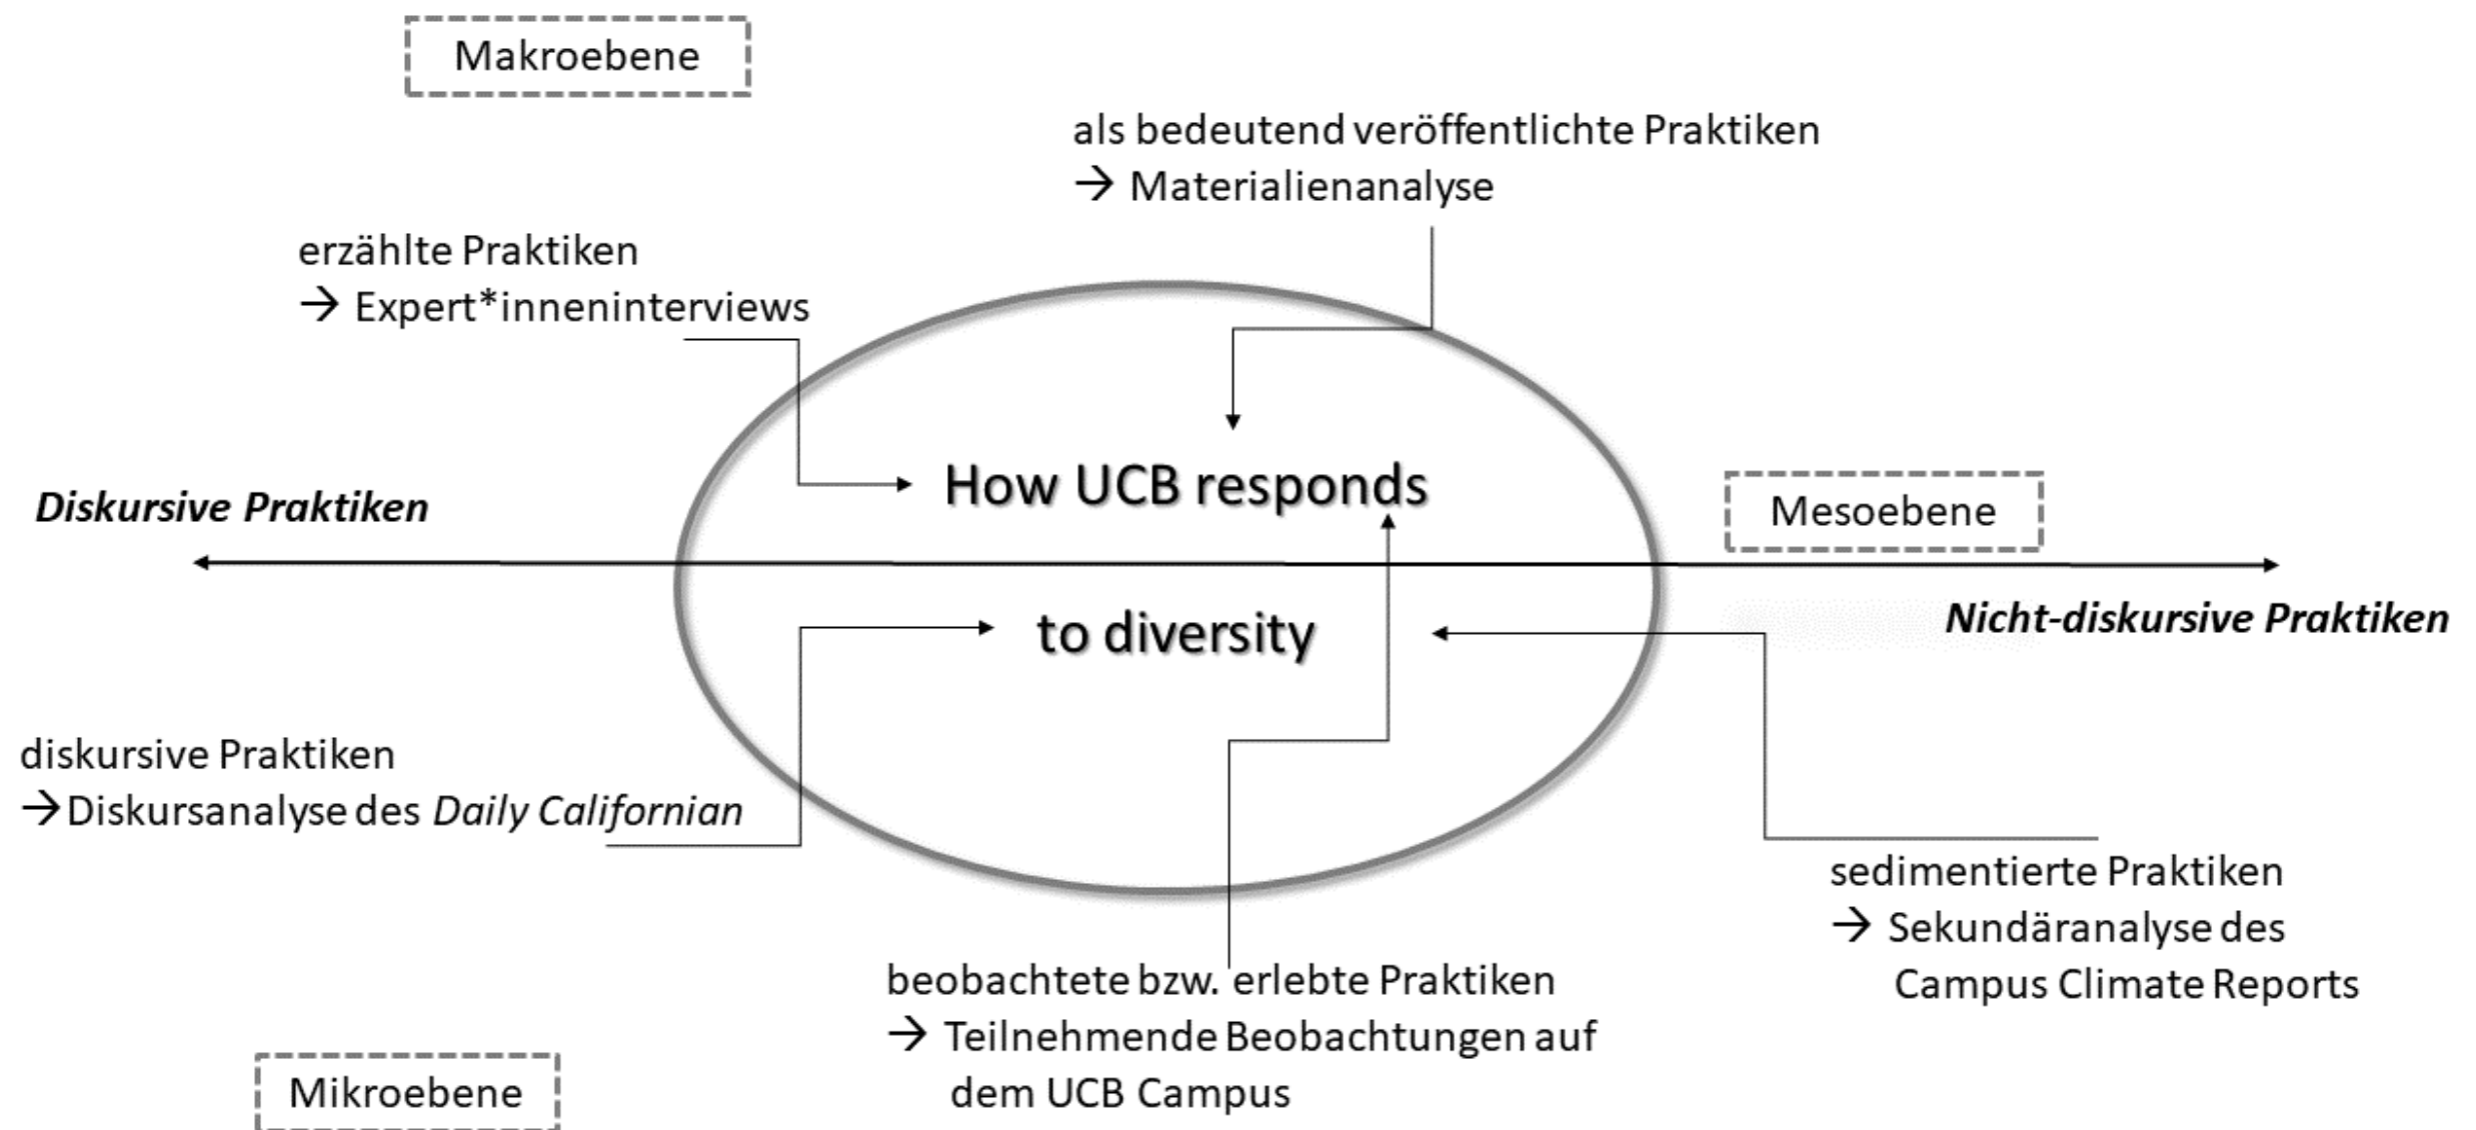 Makroebene
als bedeutend veröffentlichte Praktiken
→ Materialienanalyse
erzählte Praktiken
→ Expert*inneninterviews
How UCB responds
Diskursive Praktiken
Mesoebene
to diversity
Nicht-diskursive Praktiken
diskursive Praktiken
→Diskursanalyse des Daily Californian
sedimentierte Praktiken
→ Sekundäranalyse des
Campus Climate Reports
beobachtete bzw. erlebte Praktiken
→ Teilnehmende Beobachtungen auf
dem UCB Campus
Mikroebene